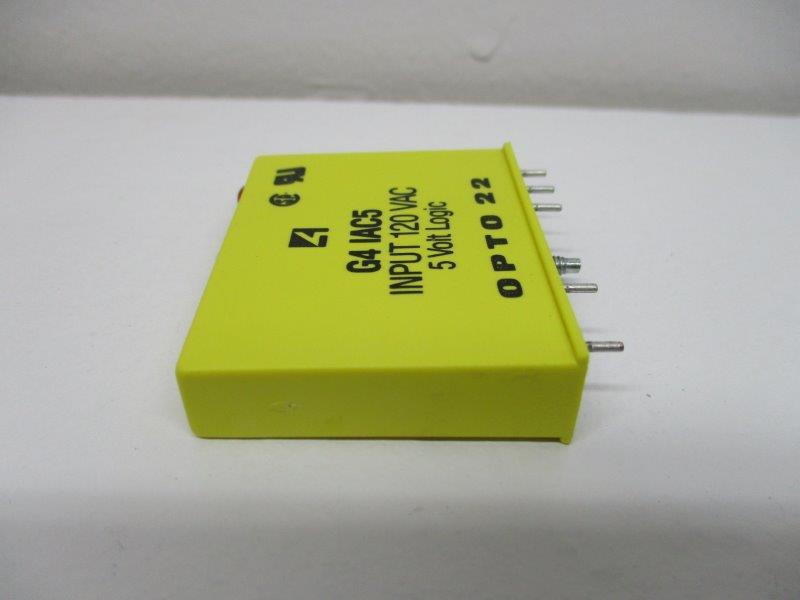 G4 IAC5
INPUT 120 VAC
5 Volt Logic
OPTO 22